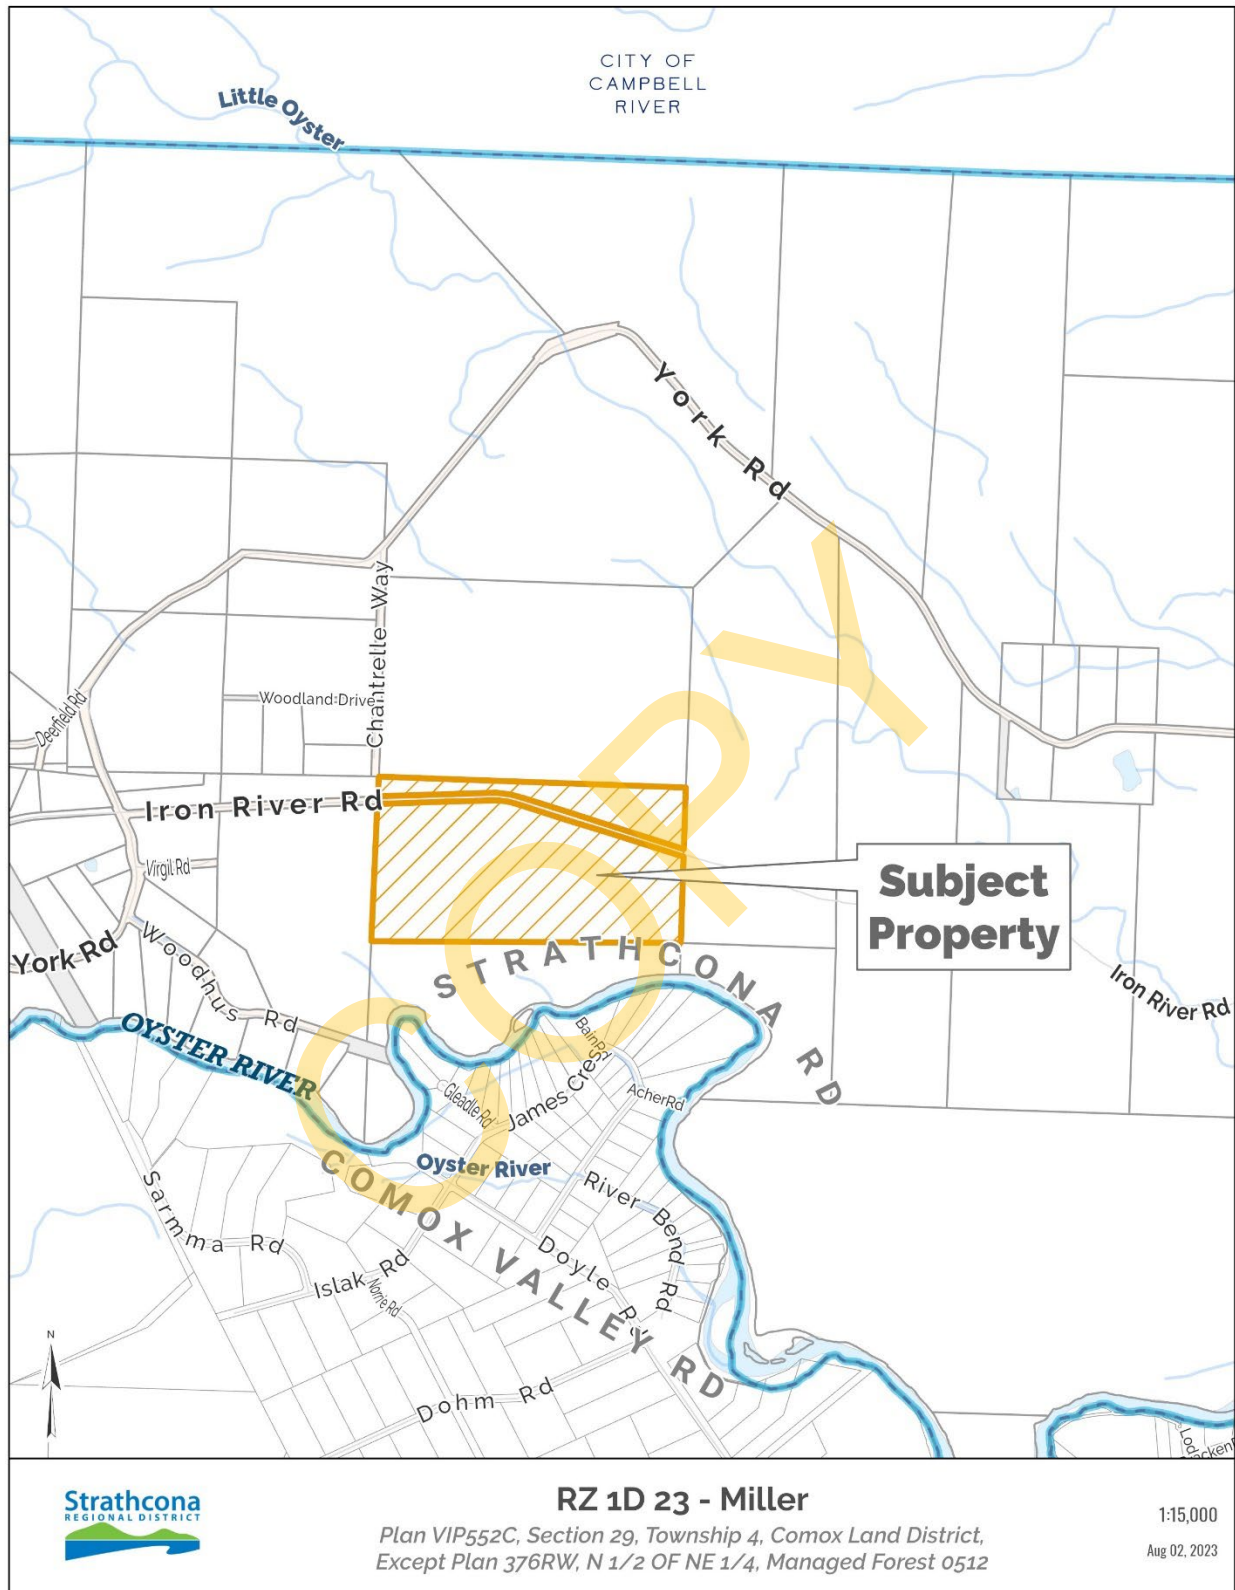 CITY OF
CAMPBELL
RIVER
Little Oyster
York Rd
Chantrelle Way
Woodland Drive
Deerfield Rd
Iron River Rd
Virgil Rd
Subject
Property
York Rd
Woodhus Rd
STRATHCONA RD
Iron River Rd
OYSTER RIVER
Bain Rd
Gleadle Rd
James Cres
Acher Rd
Oyster River
COMOX VALLEY RD
River Bend Rd
Sarmma Rd
Doyle Rd
Islak Rd
Norrie Rd
Dohm Rd
COPY
N
Strathcona
REGIONAL DISTRICT
RZ 1D 23 - Miller
Plan VIP552C, Section 29, Township 4, Comox Land District,
Except Plan 376RW, N 1/2 OF NE 1/4, Managed Forest 0512
1:15,000
Aug 02, 2023